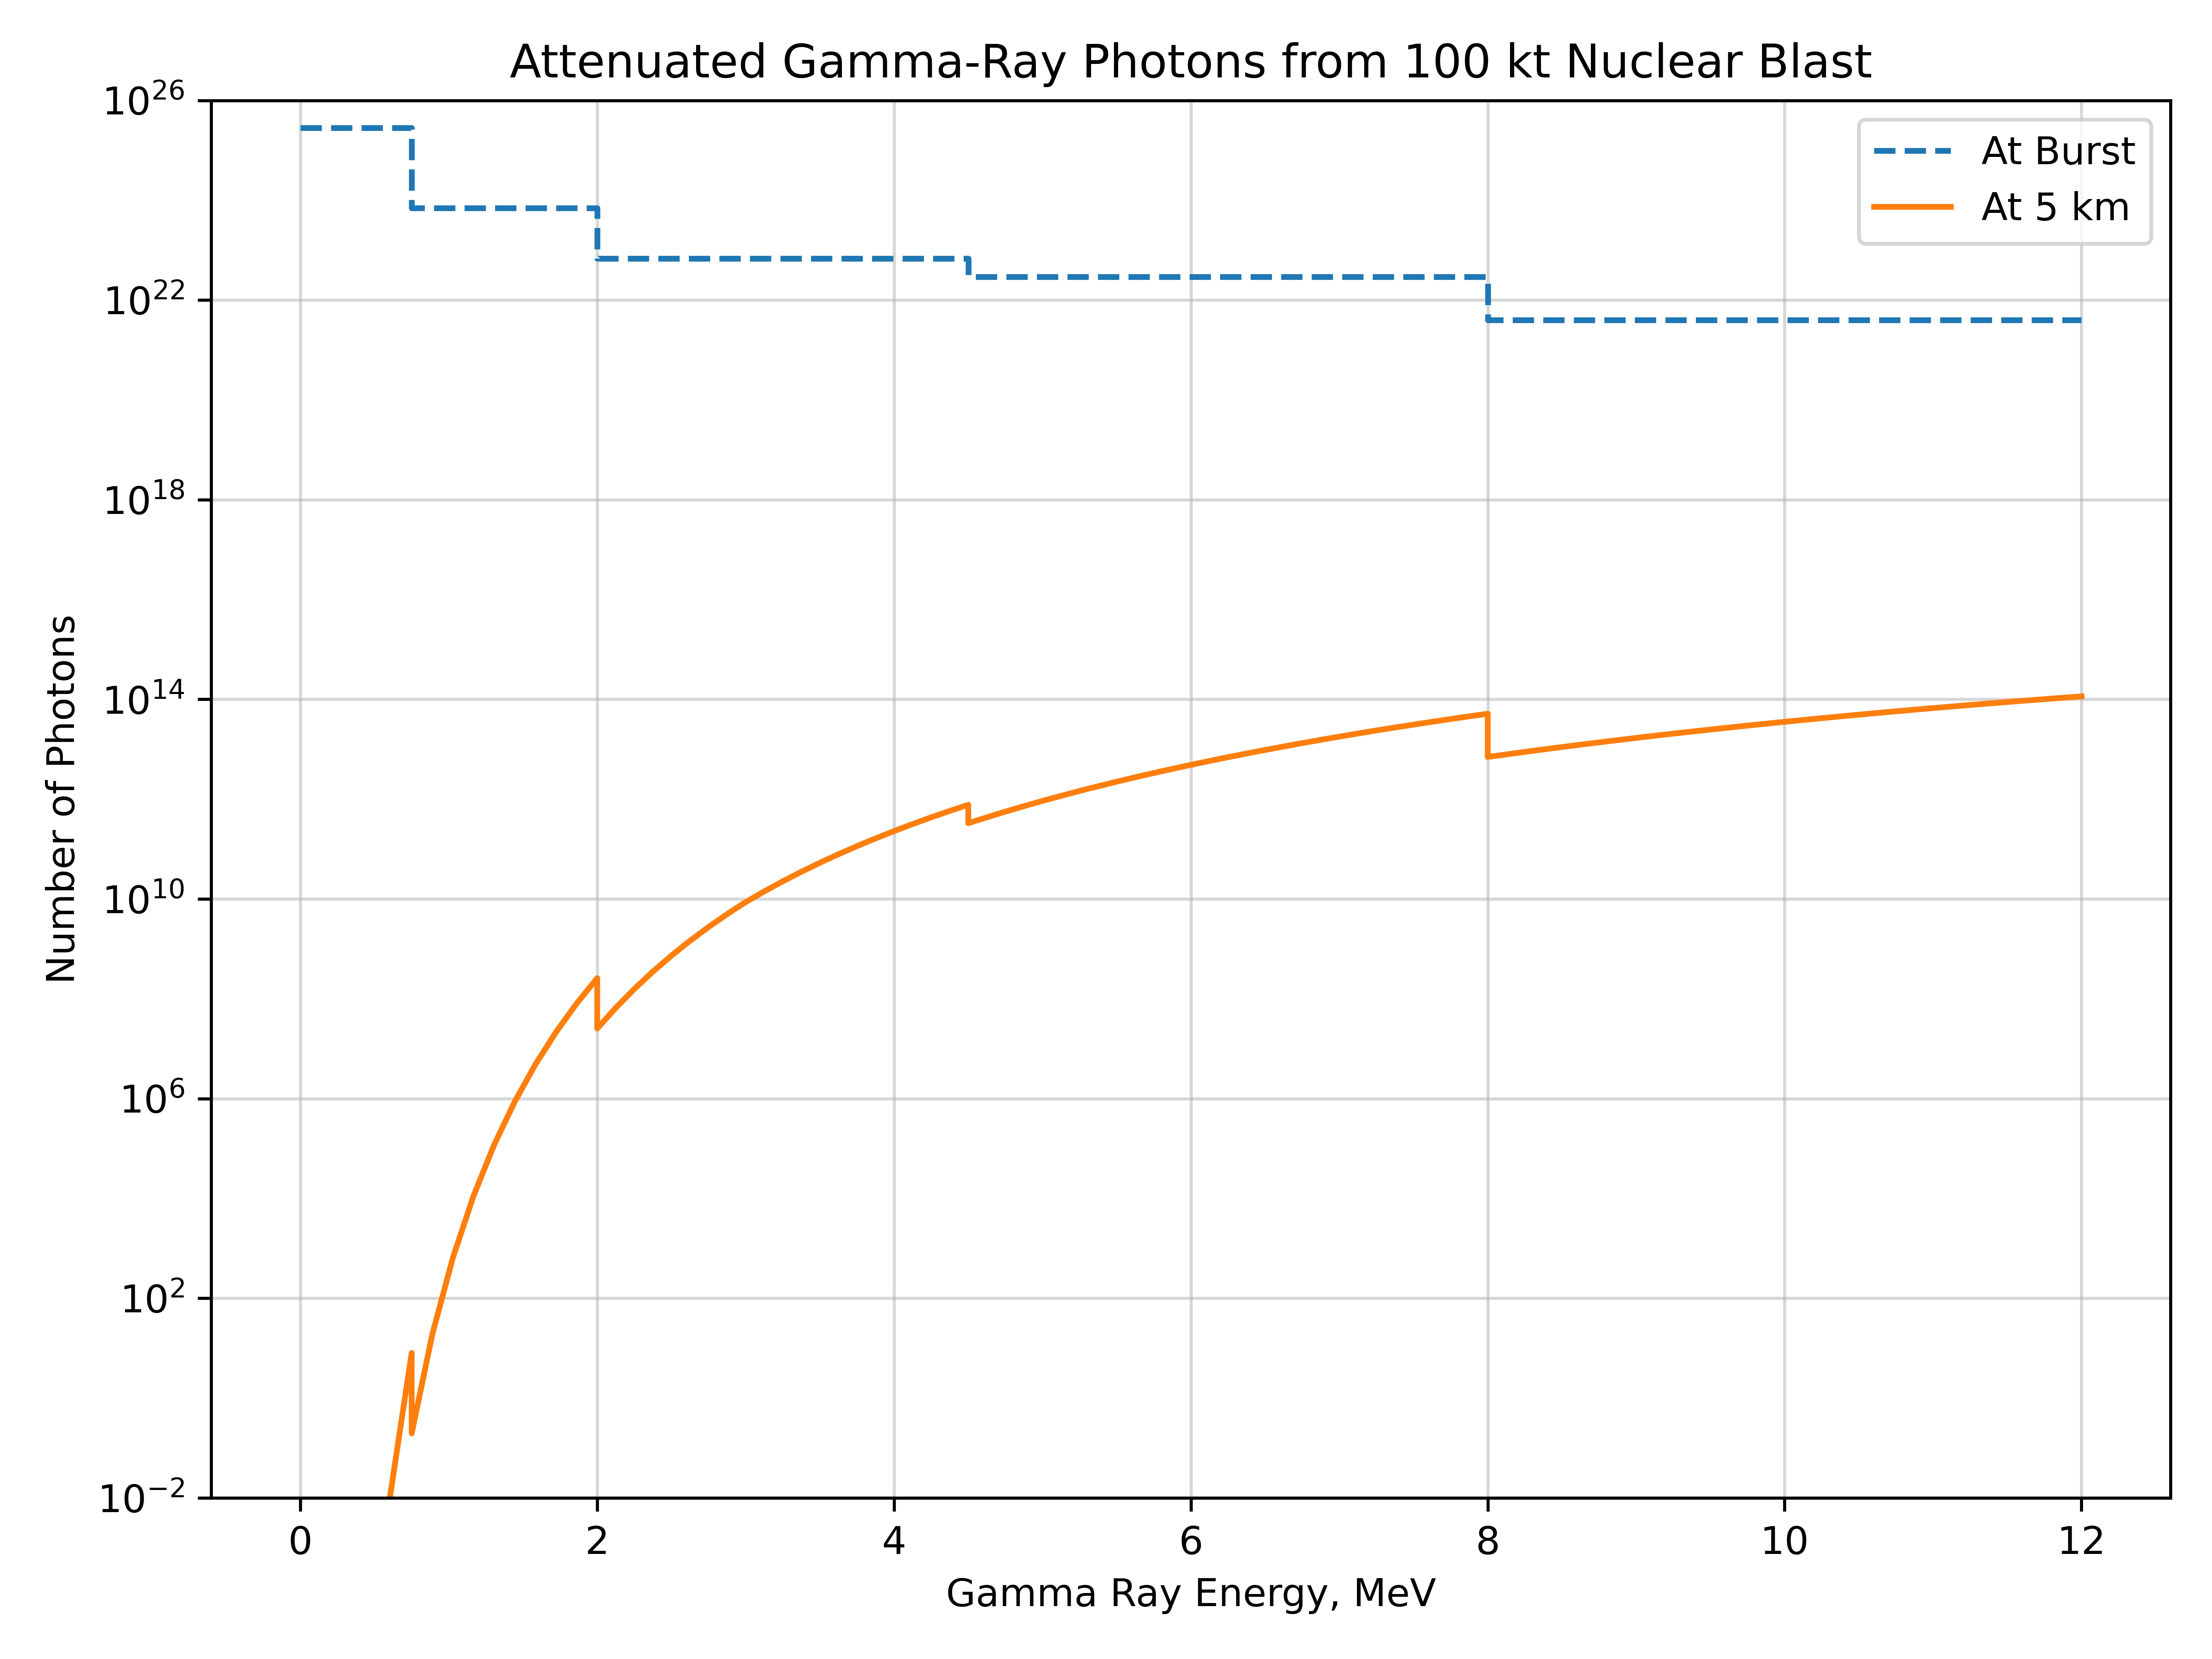 Attenuated Gamma-Ray Photons from 100 kt Nuclear Blast
At Burst
At 5 km
Number of Photons
10^26
10^22
10^18
10^14
10^10
10^6
10^2
10^−2
0 2 4 6 8 10 12
Gamma Ray Energy, MeV